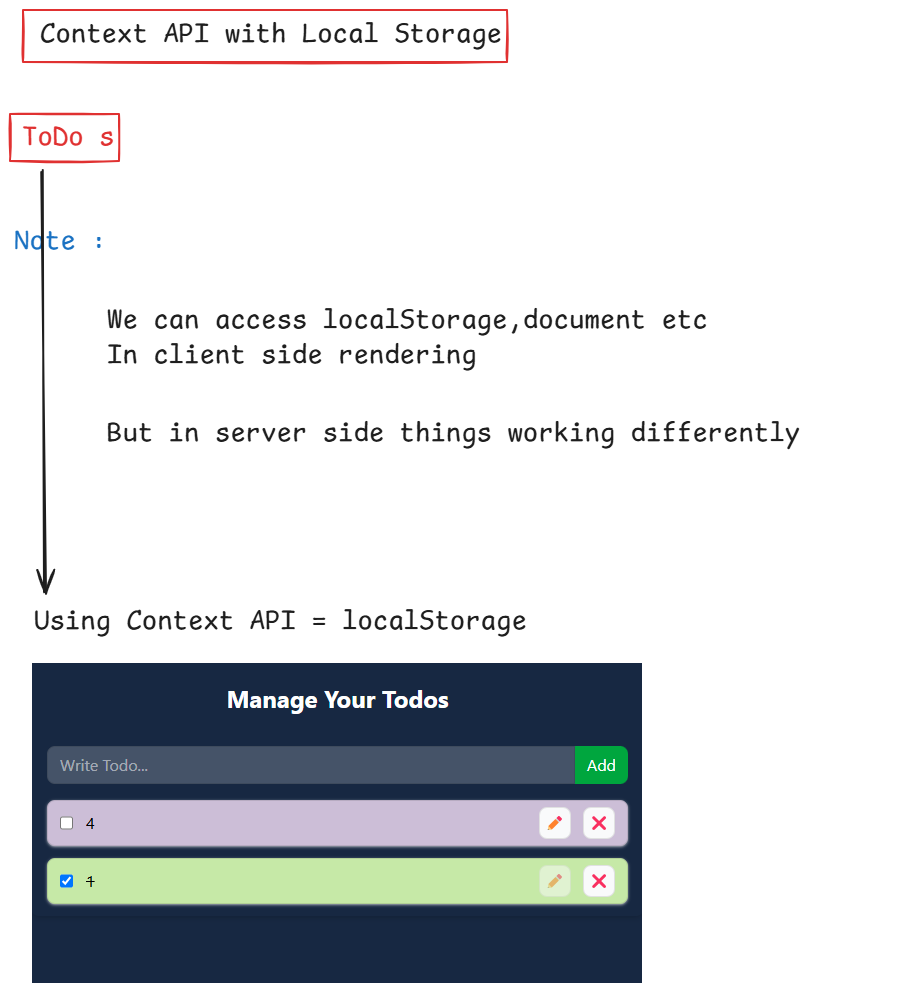 Context API with Local Storage
ToDo s
Note :
We can access localStorage,document etc
In client side rendering
But in server side things working differently
Using Context API = localStorage
Manage Your Todos
Write Todo...
Add
4
1